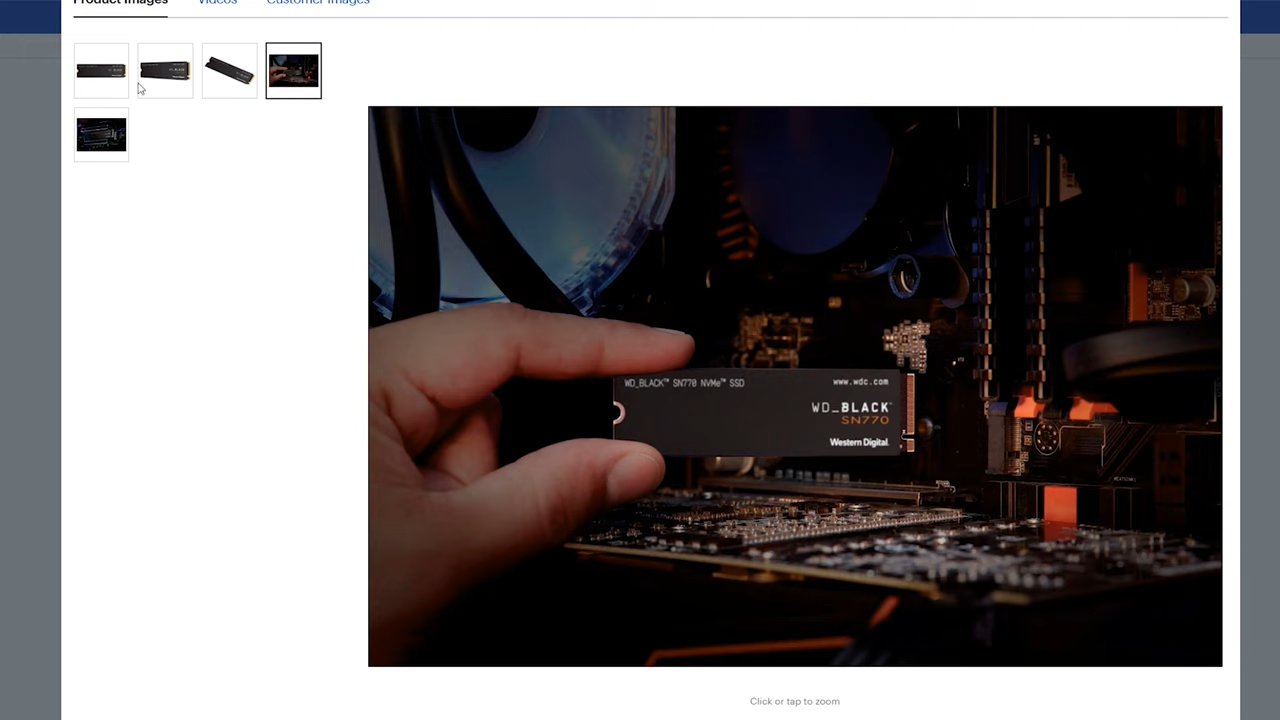 Product Images
Videos
Customer Images
WD_BLACK™ SN770 NVMe™ SSD
www.wdc.com
WD_BLACK™
SN770
Western Digital.
Click or tap to zoom